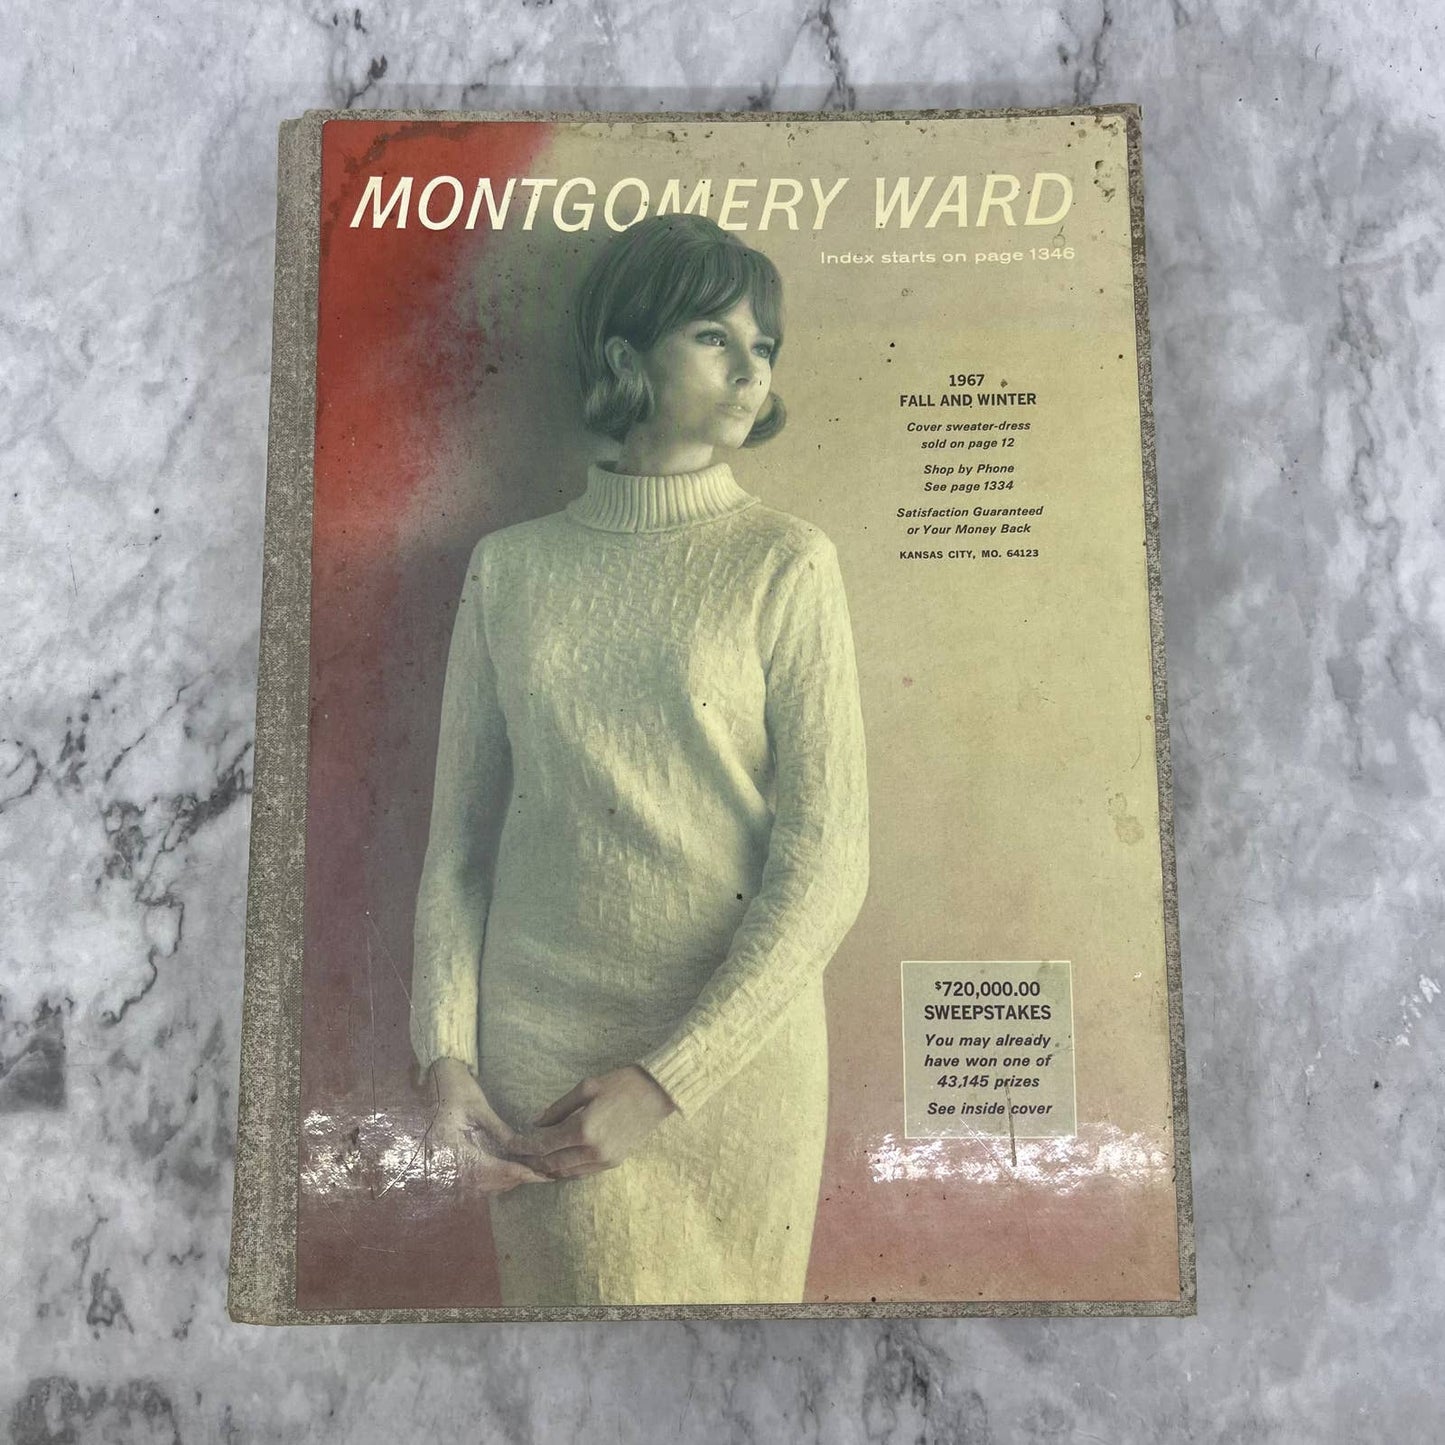 MONTGOMERY WARD
Index starts on page 1346
1967
FALL AND WINTER
Cover sweater-dress
sold on page 12
Shop by Phone
See page 1334
Satisfaction Guaranteed
or Your Money Back
KANSAS CITY, MO. 64123
$720,000.00
SWEEPSTAKES
You may already
have won one of
43,145 prizes
See inside cover